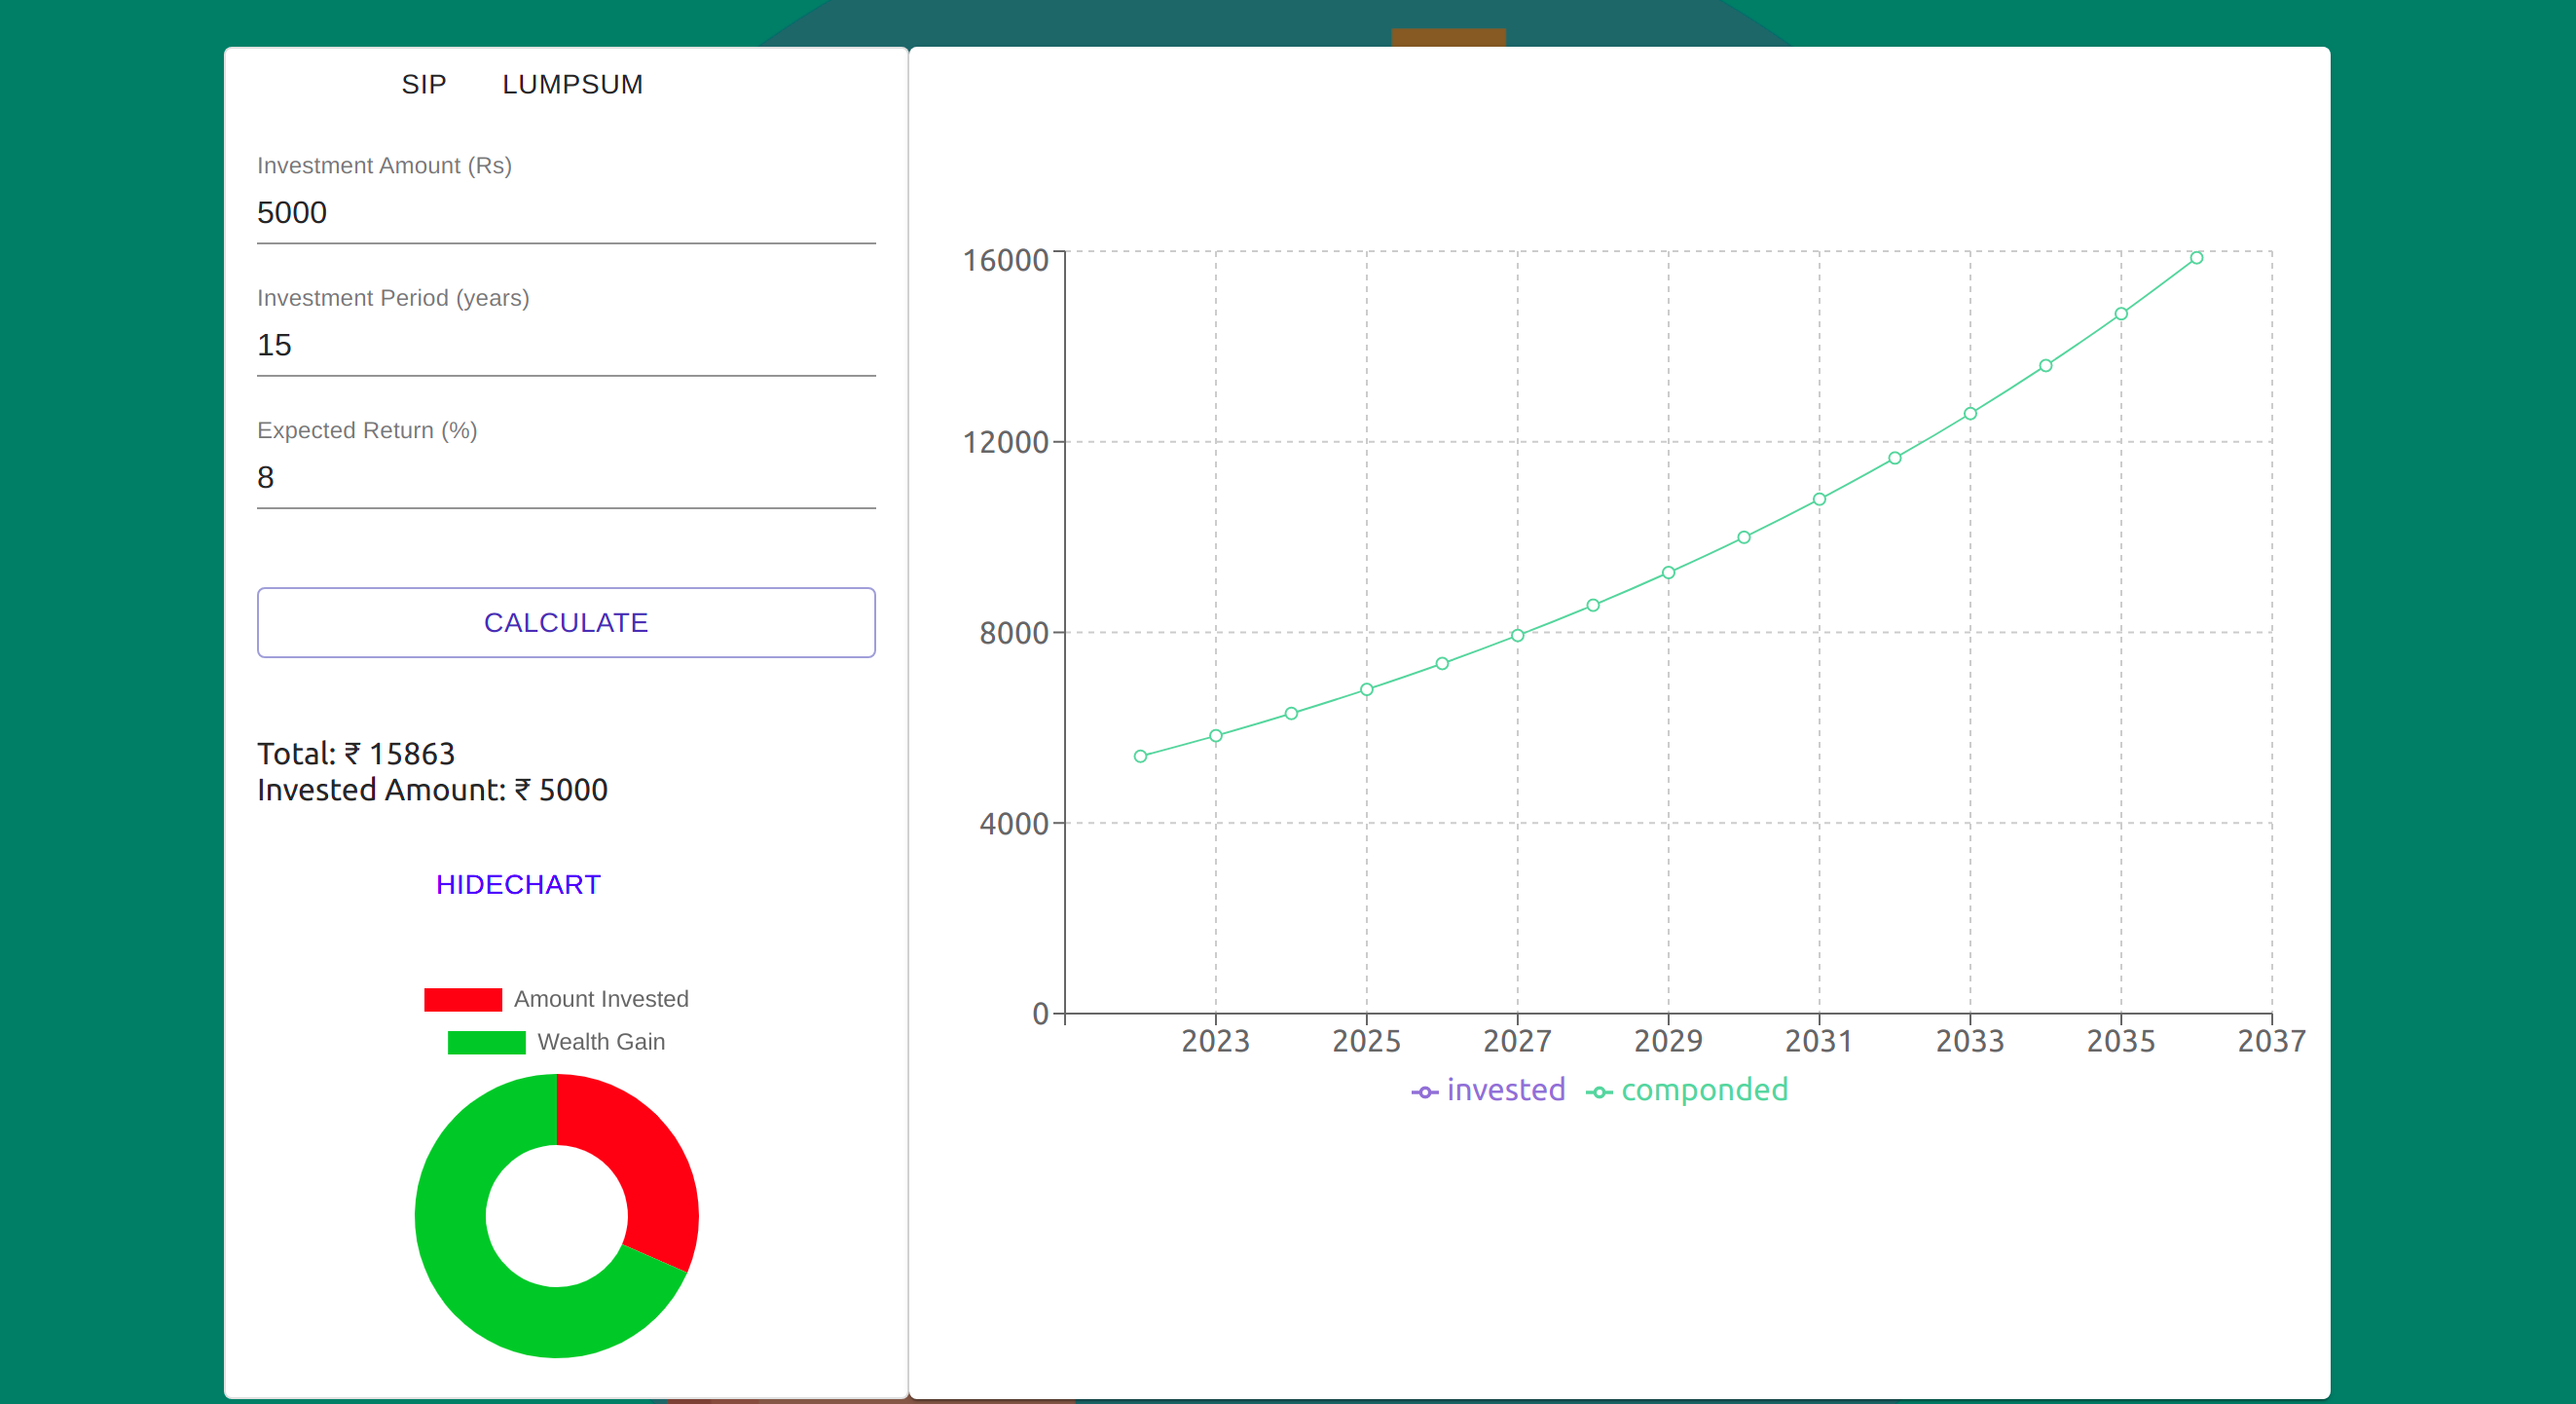 SIP LUMPSUM
Investment Amount (Rs)
5000
Investment Period (years)
15
Expected Return (%)
8
CALCULATE
Total: ₹ 15863
Invested Amount: ₹ 5000
HIDECHART
Amount Invested
Wealth Gain
16000
12000
8000
4000
0
2023 2025 2027 2029 2031 2033 2035 2037
invested componded